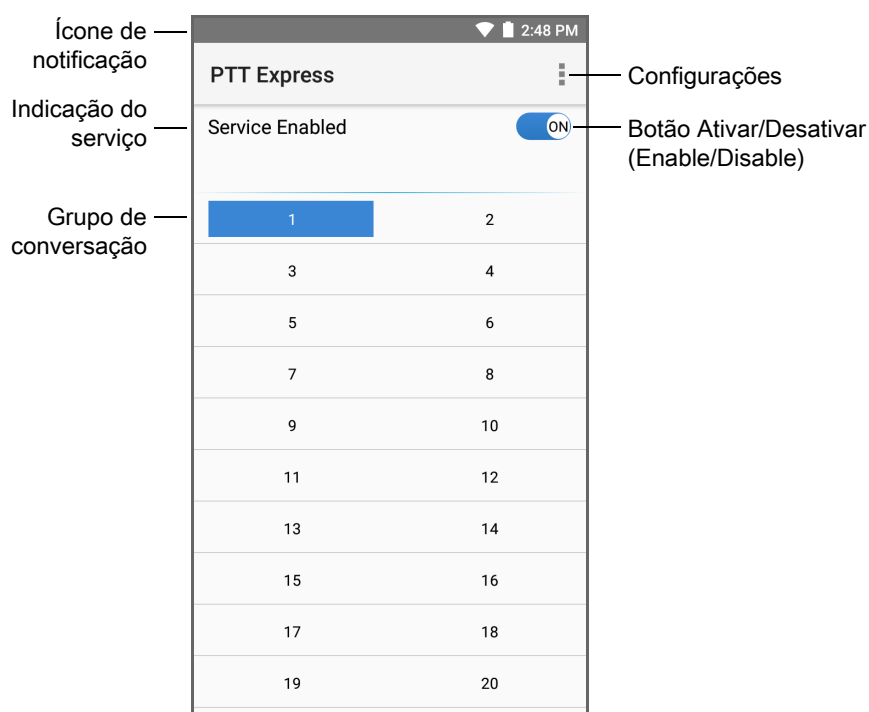 Ícone de
notificação
2:48 PM
PTT Express
Configurações
Indicação do
serviço
Service Enabled
ON
Botão Ativar/Desativar
(Enable/Disable)
Grupo de
conversação
1 2
3 4
5 6
7 8
9 10
11 12
13 14
15 16
17 18
19 20